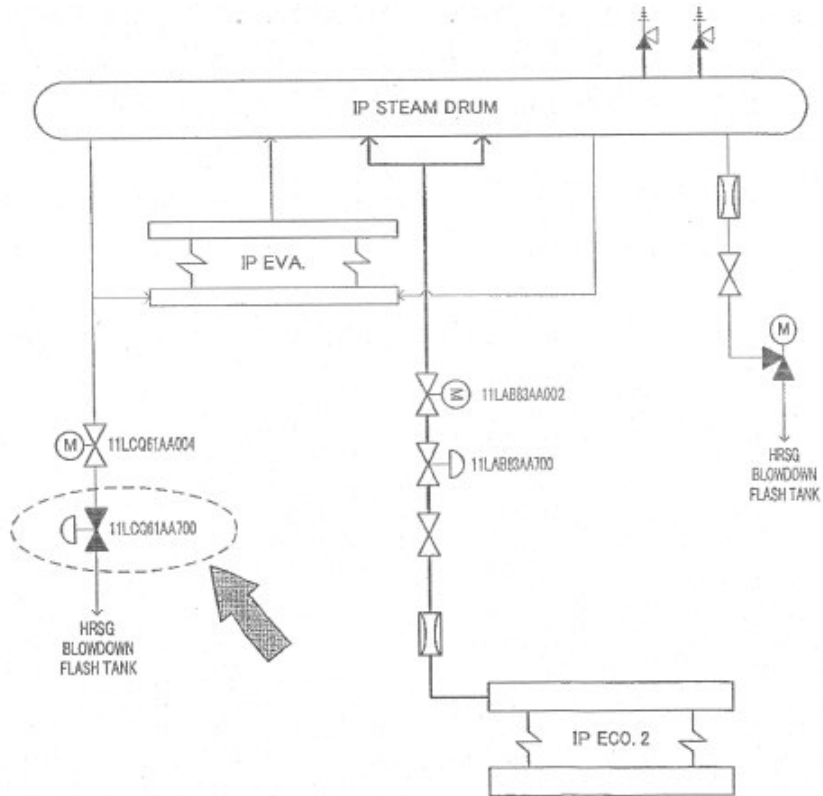 IP STEAM DRUM
IP EVA.
M
11LAB83AA002
M
M
11LCQ61AA004
11LAB83AA700
HRSG
BLOWDOWN
FLASH TANK
11LCQ61AA700
HRSG
BLOWDOWN
FLASH TANK
IP ECO. 2